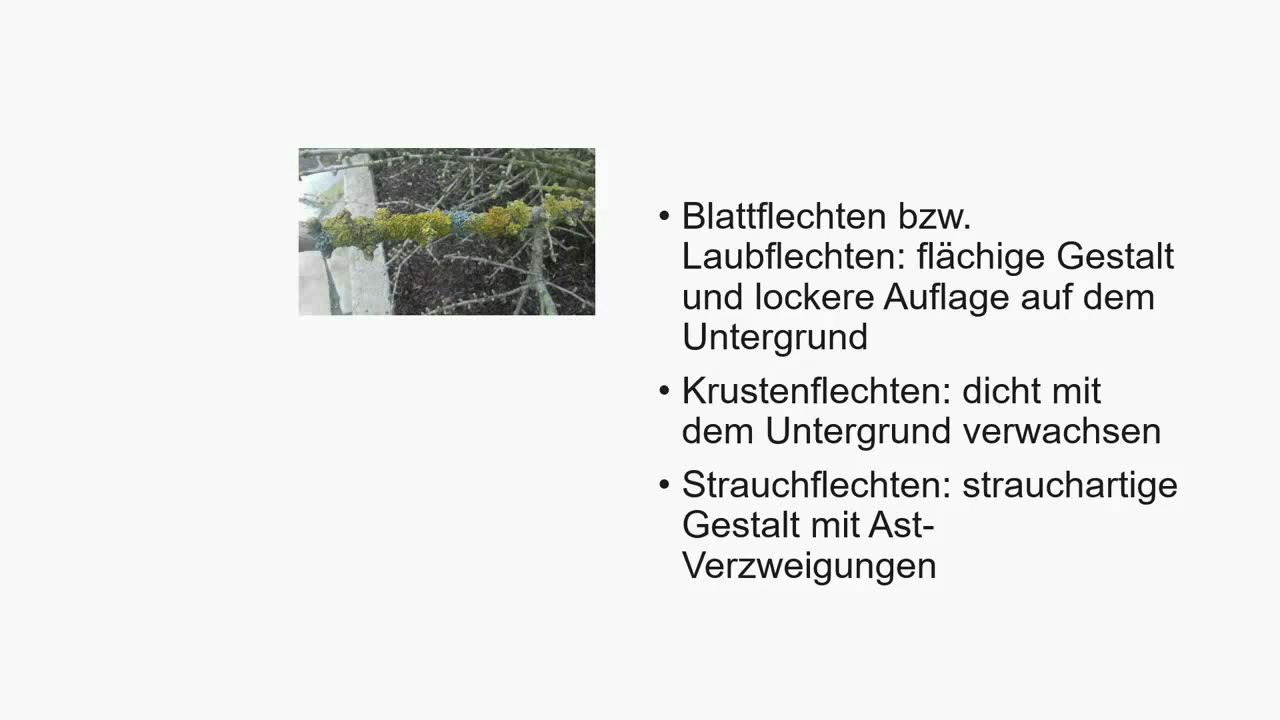 • Blattflechten bzw.
Laubflechten: flächige Gestalt
und lockere Auflage auf dem
Untergrund
• Krustenflechten: dicht mit
dem Untergrund verwachsen
• Strauchflechten: strauchartige
Gestalt mit Ast-
Verzweigungen